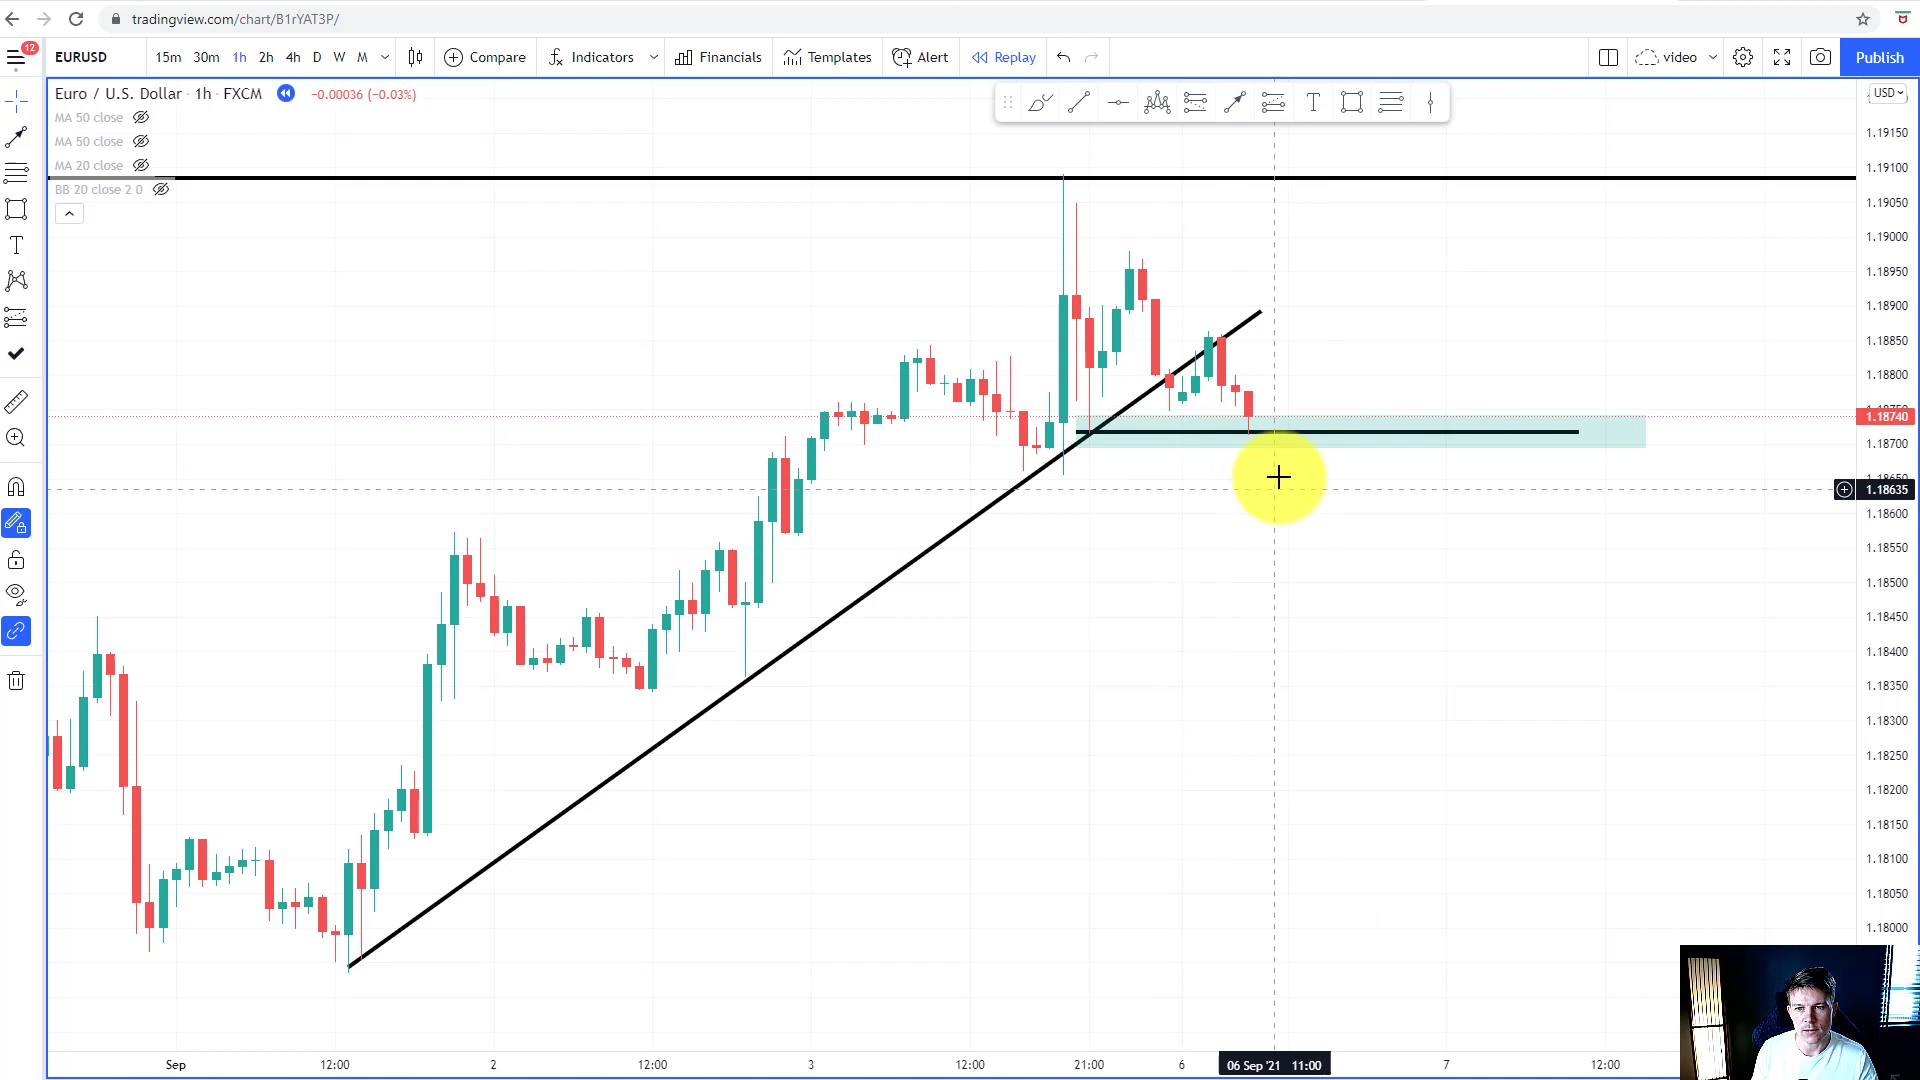 tradingview.com/chart/B1rYAT3P/
12
EURUSD
15m 30m 1h 2h 4h D W M
Compare
Indicators
Financials
Templates
Alert
Replay
video
Publish
Euro / U.S. Dollar · 1h · FXCM
−0.00036 (−0.03%)
MA 50 close
MA 50 close
MA 20 close
BB 20 close 2 0
T
T
USD
1.19150
1.19100
1.19050
1.19000
1.18950
1.18900
1.18850
1.18800
1.18740
1.18700
1.18635
1.18600
1.18550
1.18500
1.18450
1.18400
1.18350
1.18300
1.18250
1.18200
1.18150
1.18100
1.18050
1.18000
Sep 12:00 2 12:00 3 12:00 21:00 6 06 Sep '21 11:00 7 12:00